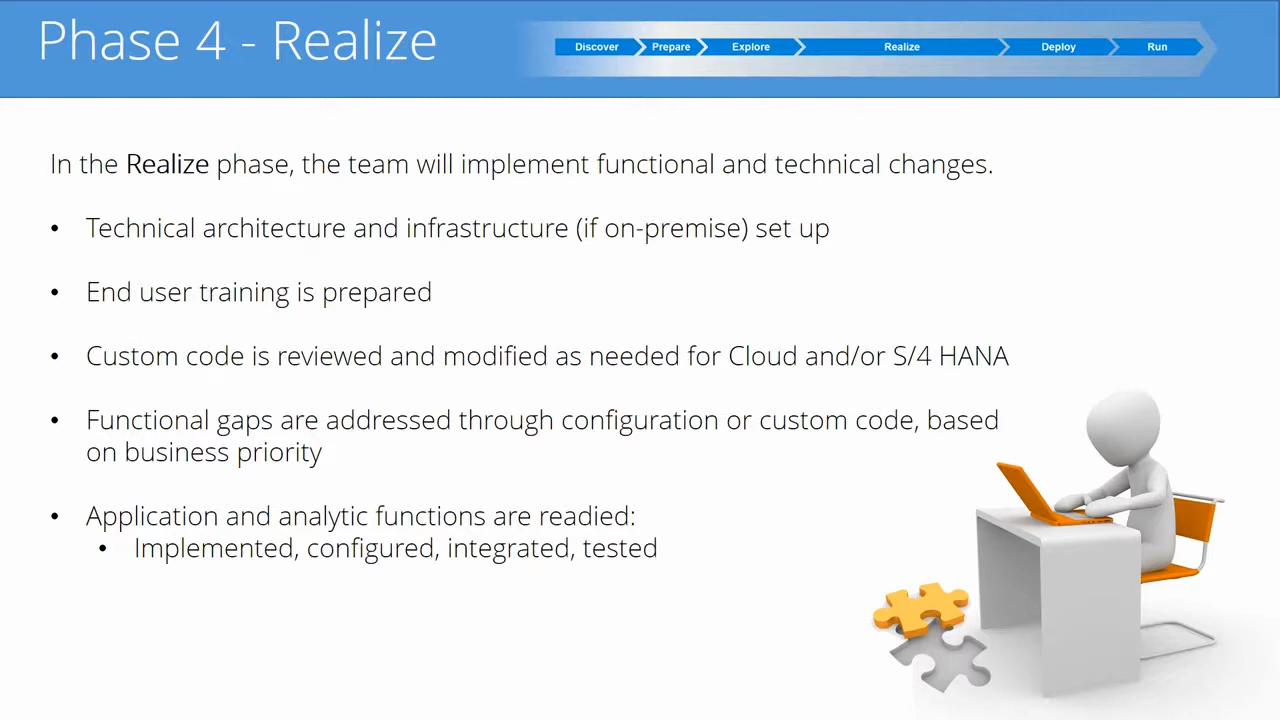 Phase 4 - Realize
Discover
Prepare
Explore
Realize
Deploy
Run
In the Realize phase, the team will implement functional and technical changes.
• Technical architecture and infrastructure (if on-premise) set up
• End user training is prepared
• Custom code is reviewed and modified as needed for Cloud and/or S/4 HANA
• Functional gaps are addressed through configuration or custom code, based
on business priority
• Application and analytic functions are readied:
• Implemented, configured, integrated, tested